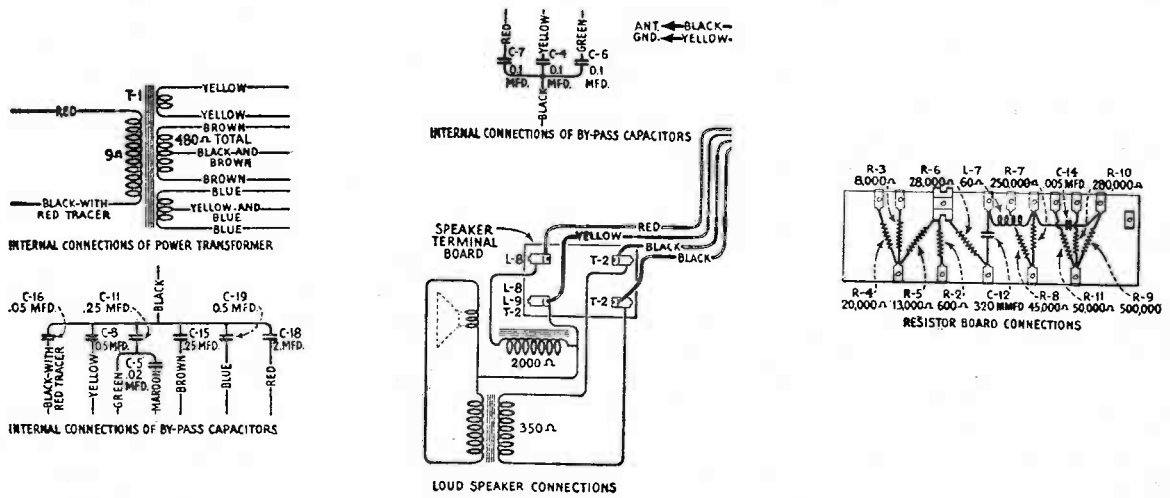 RED
T-1
YELLOW
YELLOW
BROWN
480Ω TOTAL
BLACK AND
BROWN
BROWN
BLUE
YELLOW AND
BLUE
BLUE
9Ω
BLACK-WITH
RED TRACER
INTERNAL CONNECTIONS OF POWER TRANSFORMER
BLACK
C-16
.05 MFD.
C-11
.25 MFD.
C-19
0.5 MFD.
C-8
0.5 MFD.
C-5
.02
MFD.
C-15
.25 MFD.
C-18
2. MFD.
BLACK-WITH
RED TRACER
YELLOW
GREEN
MAROON
BROWN
BLUE
RED
INTERNAL CONNECTIONS OF BY-PASS CAPACITORS
RED
YELLOW
GREEN
C-7
0.1
MFD.
C-4
0.1
MFD.
C-6
0.1
MFD.
BLACK
INTERNAL CONNECTIONS OF BY-PASS CAPACITORS
ANT. BLACK
GND. YELLOW
SPEAKER
TERMINAL
BOARD
RED
YELLOW
BLACK
BLACK
L-8
T-2
L-8
L-9
T-2
T-2
2000Ω
350Ω
LOUD SPEAKER CONNECTIONS
R-3
8,000Ω
R-6
28,000Ω
L-7
60Ω
R-7
250,000Ω
C-14
.005 MFD.
R-10
280,000Ω
R-4
20,000Ω
R-5
13,000Ω
R-2
600Ω
C-12
320 MMFD
R-8
45,000Ω
R-11
50,000Ω
R-9
500,000
RESISTOR BOARD CONNECTIONS